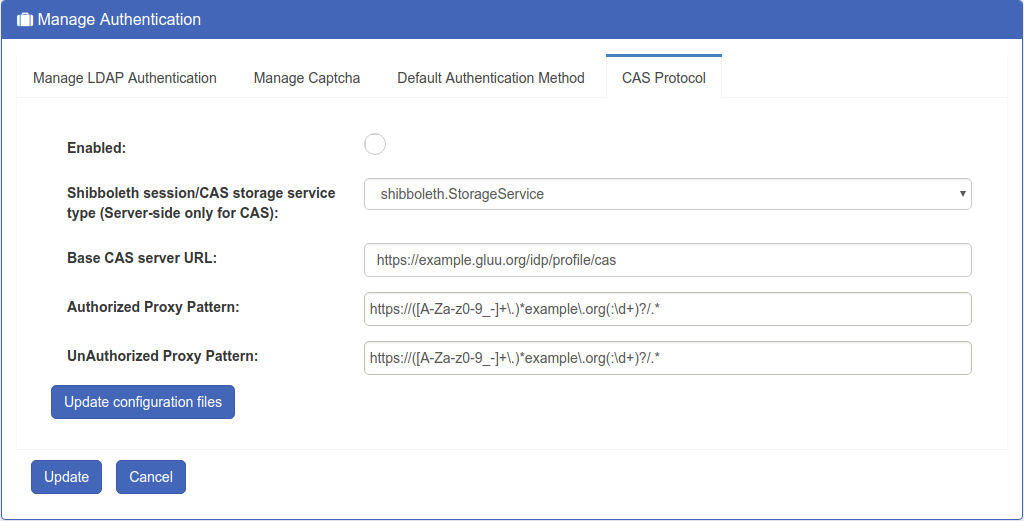 Manage Authentication
Manage LDAP Authentication Manage Captcha Default Authentication Method CAS Protocol
Enabled:
Shibboleth session/CAS storage service
type (Server-side only for CAS):
shibboleth.StorageService
Base CAS server URL:
https://example.gluu.org/idp/profile/cas
Authorized Proxy Pattern:
https://([A-Za-z0-9_-]+\.)*example\.org(:\d+)?/.*
UnAuthorized Proxy Pattern:
https://([A-Za-z0-9_-]+\.)*example\.org(:\d+)?/.*
Update configuration files
Update Cancel